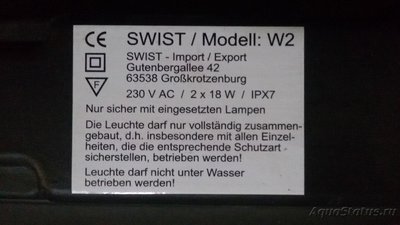 CE SWIST / Modell: W2
SWIST - Import / Export
Gutenbergallee 42
63538 Großkrotzenburg
F
230 V AC / 2 x 18 W / IPX7
Nur sicher mit eingesetzten Lampen
Die Leuchte darf nur vollständig zusammen-
gebaut, d.h. insbesondere mit allen Einzel-
heiten, die die entsprechende Schutzart
sicherstellen, betrieben werden!
Leuchte darf nicht unter Wasser
betrieben werden!
AquaStatus.ru